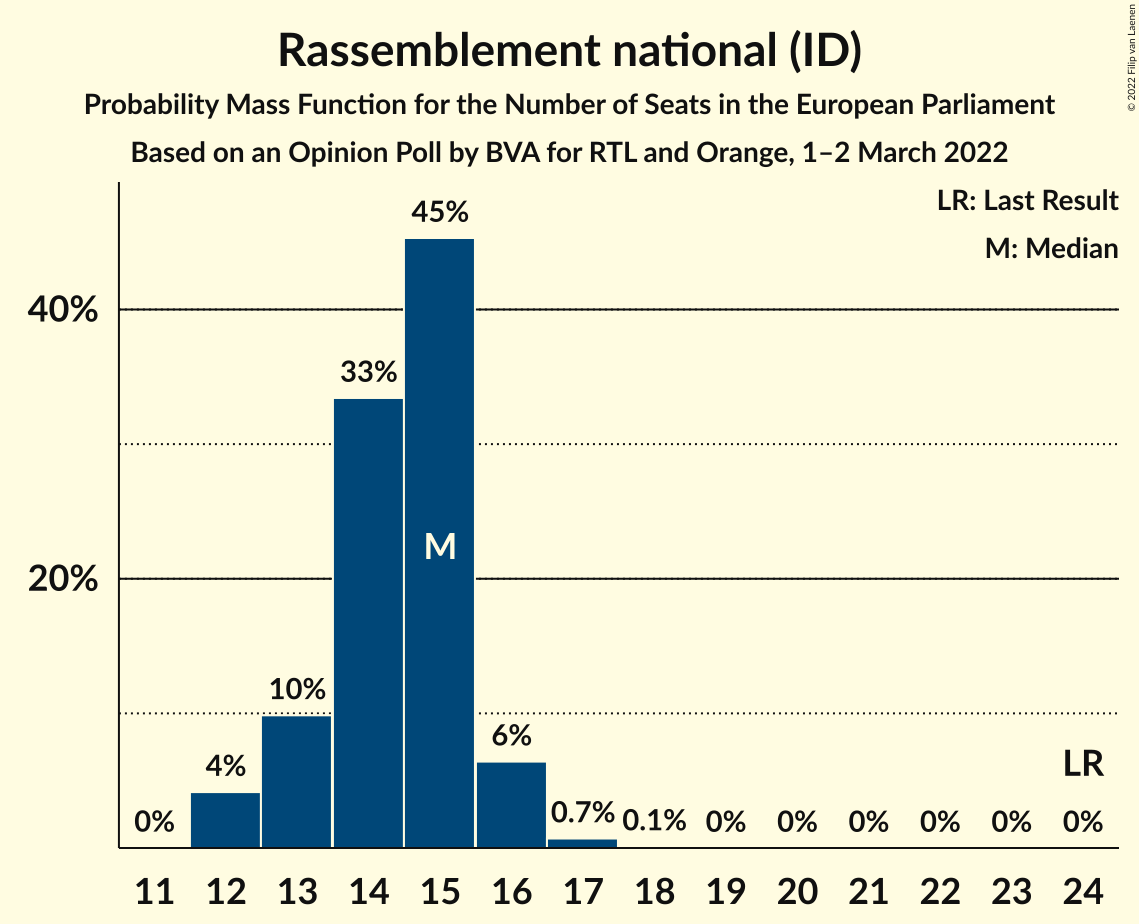 Rassemblement national (ID)
Probability Mass Function for the Number of Seats in the European Parliament
Based on an Opinion Poll by BVA for RTL and Orange, 1–2 March 2022
© 2022 Filip van Laenen
LR: Last Result
M: Median
45%
40%
33%
M
20%
10%
6%
4%
LR
0% 0.7% 0.1% 0% 0% 0% 0% 0% 0%
11 12 13 14 15 16 17 18 19 20 21 22 23 24